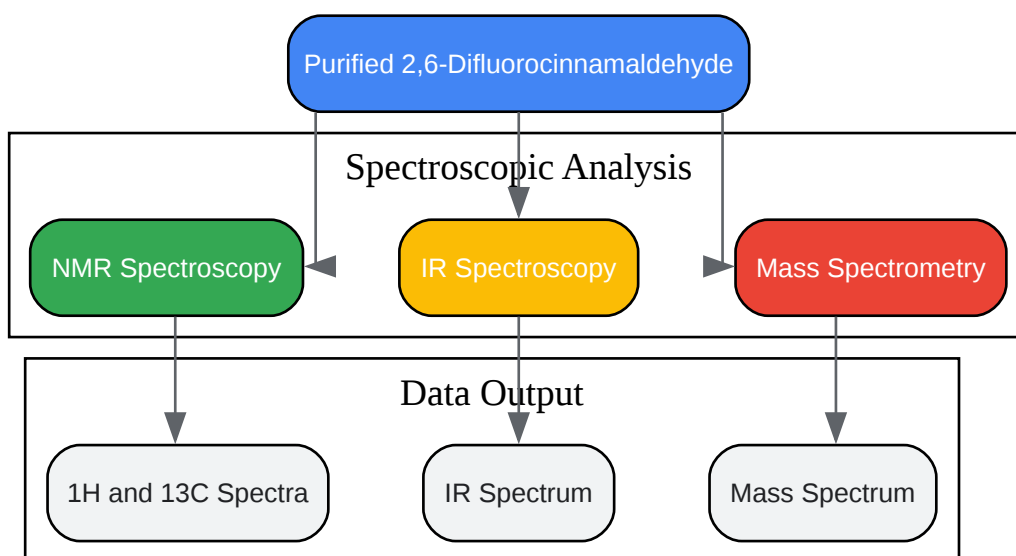 Purified 2,6-Difluorocinnamaldehyde
Spectroscopic Analysis
NMR Spectroscopy
IR Spectroscopy
Mass Spectrometry
Data Output
1H and 13C Spectra
IR Spectrum
Mass Spectrum